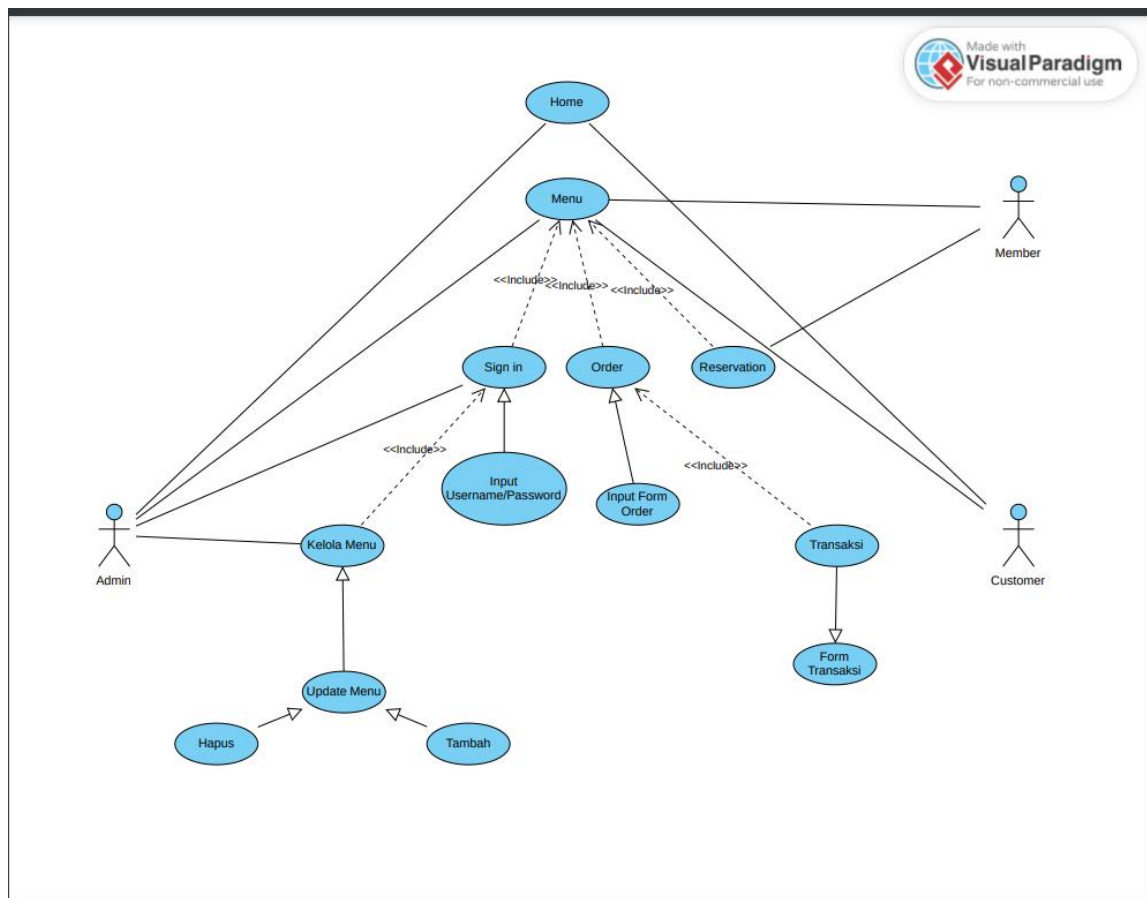 Made with
Visual Paradigm
For non-commercial use
Home
Menu
Member
<<Include>>
<<Include>>
<<Include>>
Sign in
Order
Reservation
<<Include>>
<<Include>>
Input
Username/Password
Input Form
Order
Admin
Kelola Menu
Transaksi
Customer
Form
Transaksi
Update Menu
Hapus
Tambah